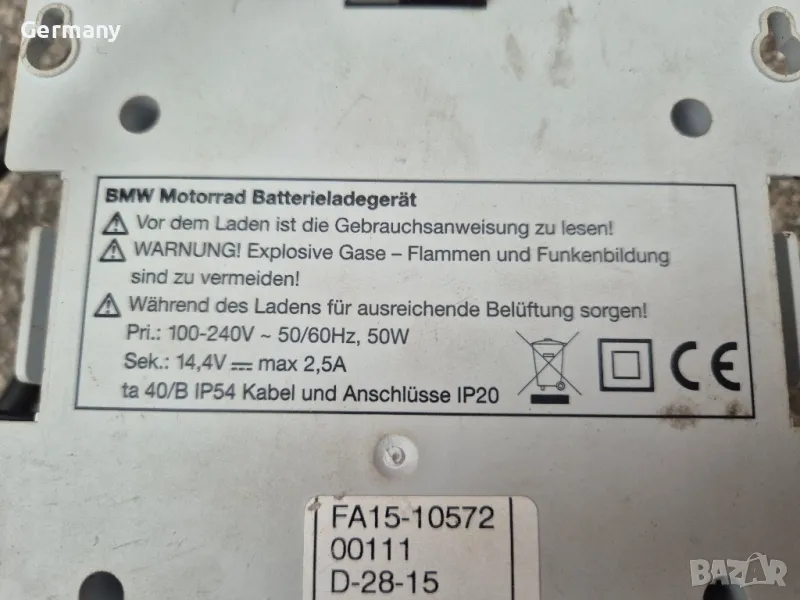 Germany
BMW Motorrad Batterieladegerät
Vor dem Laden ist die Gebrauchsanweisung zu lesen!
WARNUNG! Explosive Gase – Flammen und Funkenbildung
sind zu vermeiden!
Während des Ladens für ausreichende Belüftung sorgen!
Pri.: 100-240V ~ 50/60Hz, 50W
Sek.: 14,4V ⎓ max 2,5A
ta 40/B IP54 Kabel und Anschlüsse IP20
CE
FA15-10572
00111
D-28-15
BAZAR